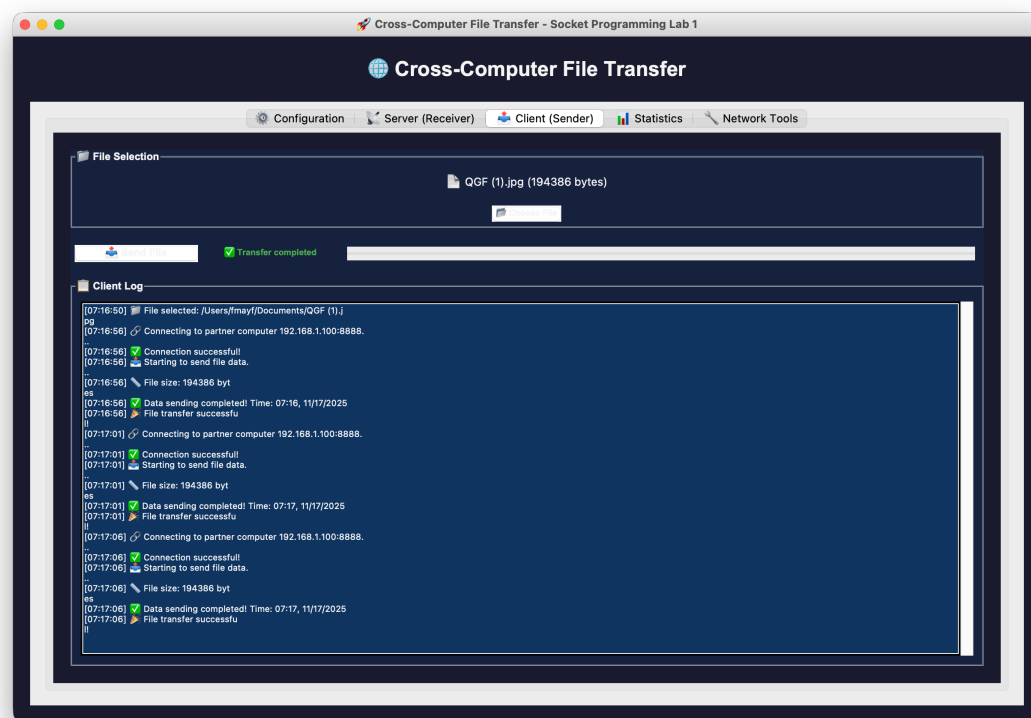 🚀 Cross-Computer File Transfer - Socket Programming Lab 1
🌐 Cross-Computer File Transfer
Configuration Server (Receiver) Client (Sender) Statistics Network Tools
File Selection
QGF (1).jpg (194386 bytes)
✅ Transfer completed
Client Log
[07:16:50] 📁 File selected: /Users/fmayf/Documents/QGF (1).j
pg
[07:16:56] 🔗 Connecting to partner computer 192.168.1.100:8888.
..
[07:16:56] ✅ Connection successful!
[07:16:56] 📤 Starting to send file data.
..
[07:16:56] 📏 File size: 194386 byt
es
[07:16:56] ✅ Data sending completed! Time: 07:16, 11/17/2025
[07:16:56] 🎉 File transfer successfu
l!
[07:17:01] 🔗 Connecting to partner computer 192.168.1.100:8888.
..
[07:17:01] ✅ Connection successful!
[07:17:01] 📤 Starting to send file data.
..
[07:17:01] 📏 File size: 194386 byt
es
[07:17:01] ✅ Data sending completed! Time: 07:17, 11/17/2025
[07:17:01] 🎉 File transfer successfu
l!
[07:17:06] 🔗 Connecting to partner computer 192.168.1.100:8888.
..
[07:17:06] ✅ Connection successful!
[07:17:06] 📤 Starting to send file data.
..
[07:17:06] 📏 File size: 194386 byt
es
[07:17:06] ✅ Data sending completed! Time: 07:17, 11/17/2025
[07:17:06] 🎉 File transfer successfu
l!